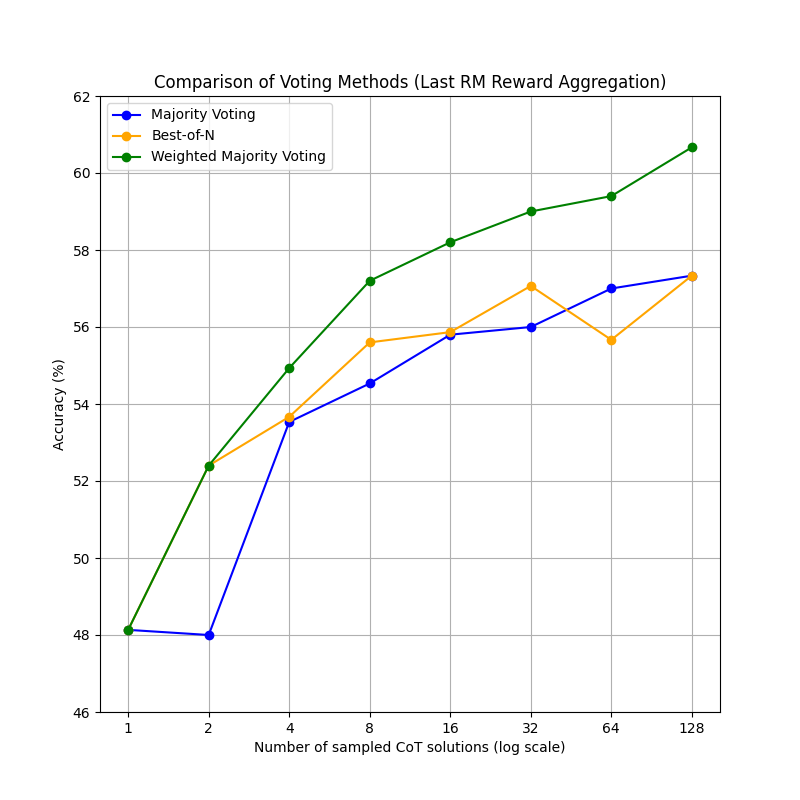 Comparison of Voting Methods (Last RM Reward Aggregation)
Majority Voting
Best-of-N
Weighted Majority Voting
Accuracy (%)
62
60
58
56
54
52
50
48
46
1 2 4 8 16 32 64 128
Number of sampled CoT solutions (log scale)